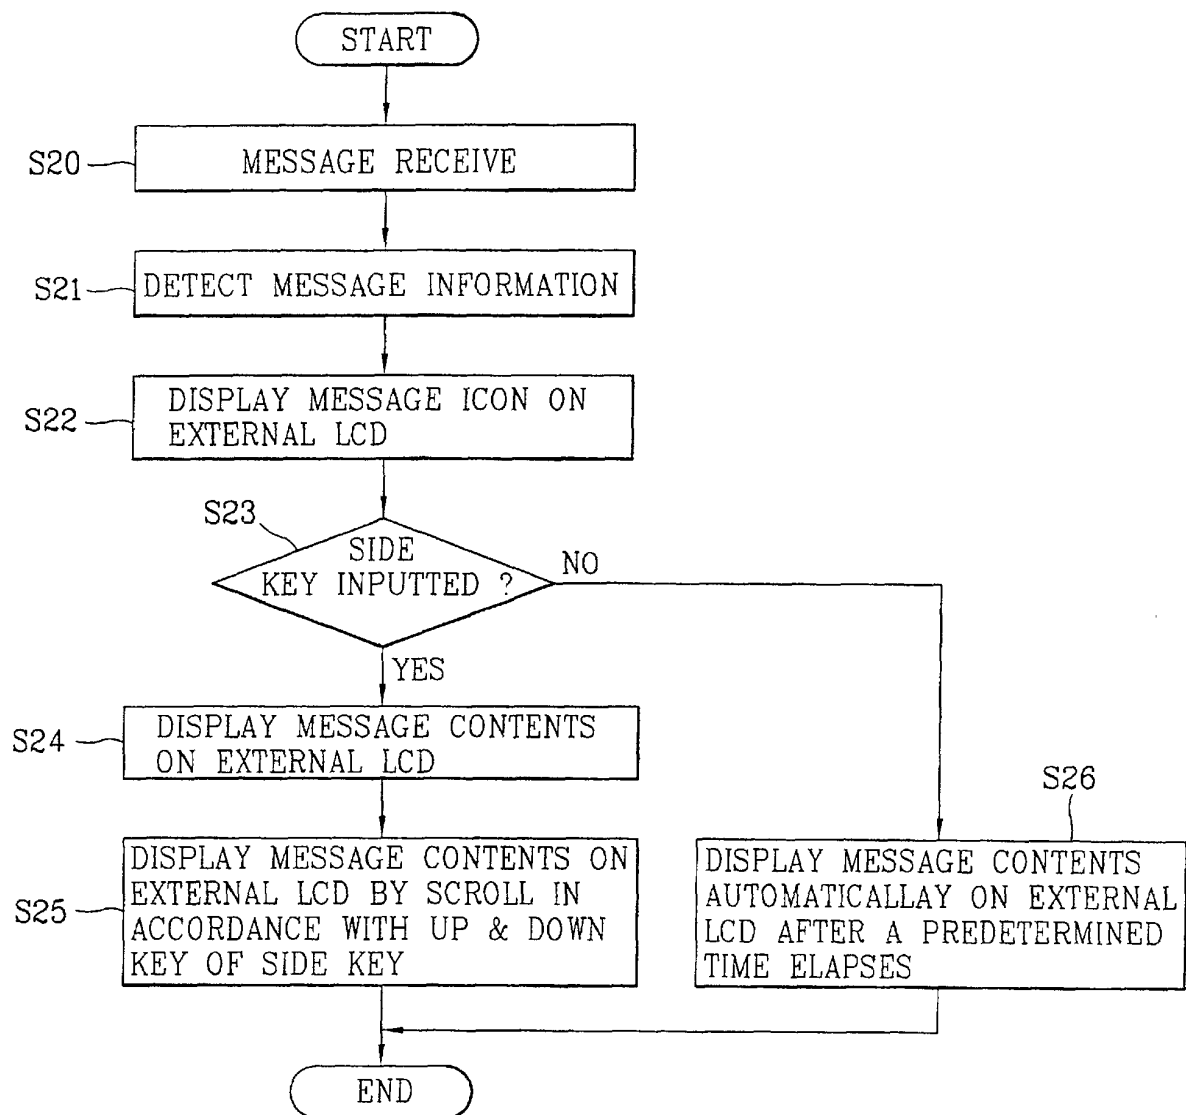 START
S20
MESSAGE RECEIVE
S21
DETECT MESSAGE INFORMATION
S22
DISPLAY MESSAGE ICON ON
EXTERNAL LCD
S23
SIDE
KEY INPUTTED ?
NO
YES
S24
DISPLAY MESSAGE CONTENTS
ON EXTERNAL LCD
S25
DISPLAY MESSAGE CONTENTS ON
EXTERNAL LCD BY SCROLL IN
ACCORDANCE WITH UP & DOWN
KEY OF SIDE KEY
S26
DISPLAY MESSAGE CONTENTS
AUTOMATICALLAY ON EXTERNAL
LCD AFTER A PREDETERMINED
TIME ELAPSES
END